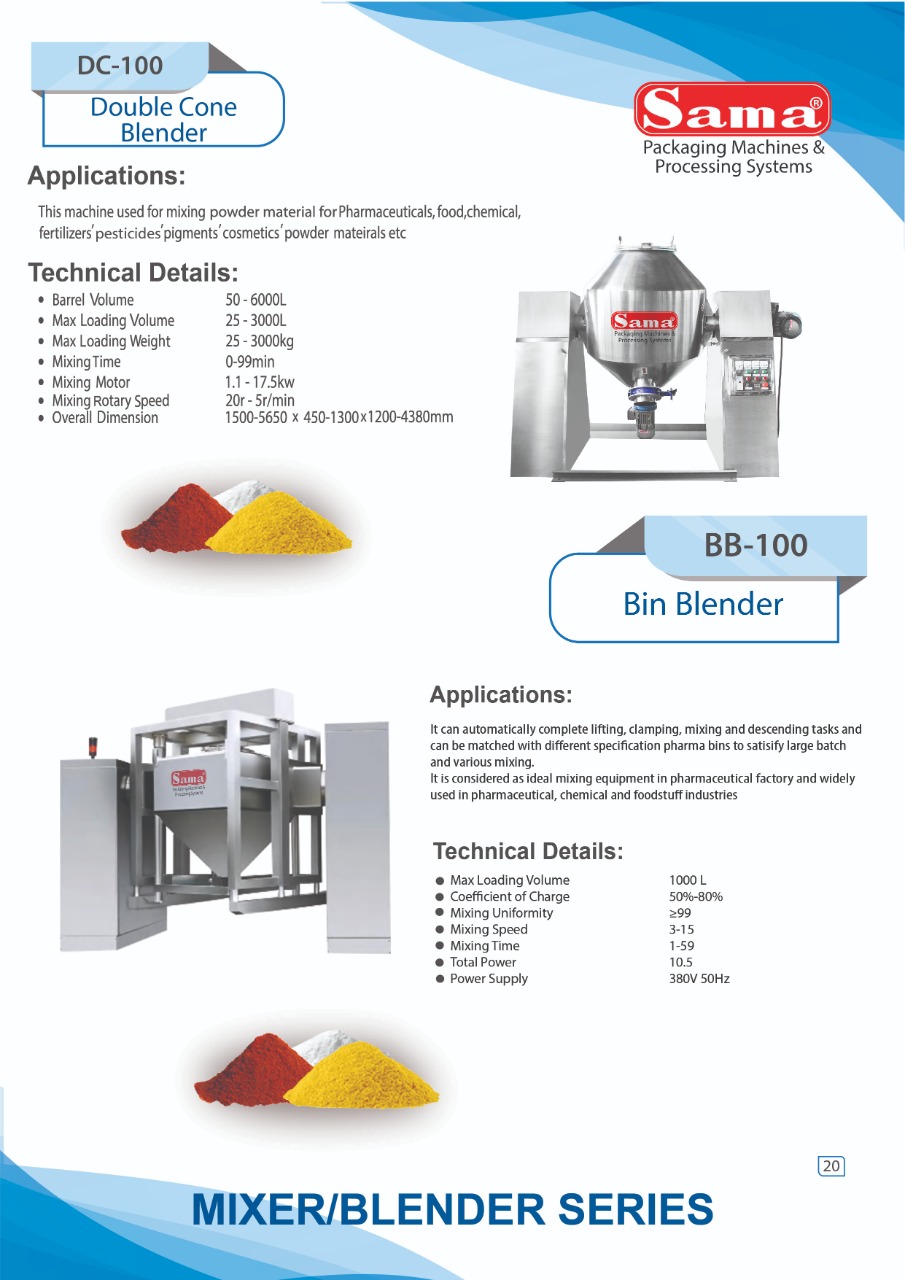 DC-100
Double Cone
Blender
Sama®
Packaging Machines &
Processing Systems
Applications:
This machine used for mixing powder material for Pharmaceuticals, food,chemical,
fertilizers'pesticides'pigments'cosmetics'powder mateirals etc
Technical Details:
• Barrel Volume 50 - 6000L
• Max Loading Volume 25 - 3000L
• Max Loading Weight 25 - 3000kg
• Mixing Time 0-99min
• Mixing Motor 1.1 - 17.5kw
• Mixing Rotary Speed 20r - 5r/min
• Overall Dimension 1500-5650 x 450-1300x1200-4380mm
Sama
Packaging Machines &
Processing Systems
BB-100
Bin Blender
Sama
Packaging Machines &
Processing Systems
Applications:
It can automatically complete lifting, clamping, mixing and descending tasks and
can be matched with different specification pharma bins to satisify large batch
and various mixing.
It is considered as ideal mixing equipment in pharmaceutical factory and widely
used in pharmaceutical, chemical and foodstuff industries
Technical Details:
● Max Loading Volume 1000 L
● Coefficient of Charge 50%-80%
● Mixing Uniformity ≥99
● Mixing Speed 3-15
● Mixing Time 1-59
● Total Power 10.5
● Power Supply 380V 50Hz
20
MIXER/BLENDER SERIES